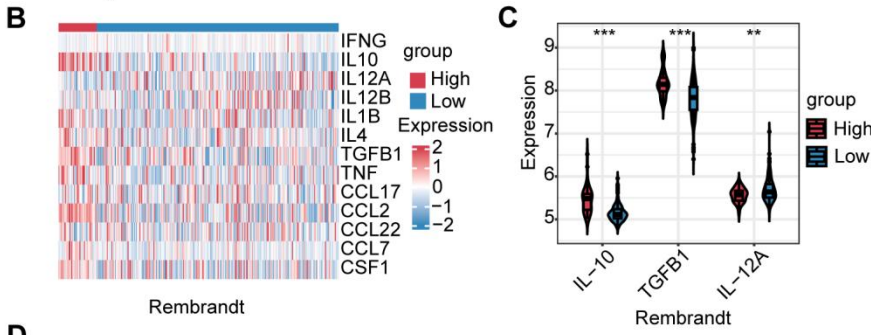 B
IFNG
IL10
IL12A
IL12B
IL1B
IL4
TGFB1
TNF
CCL17
CCL2
CCL22
CCL7
CSF1
group
High
Low
Expression
2
1
0
−1
−2
Rembrandt
C
Expression
9
8
7
6
5
***
***
**
IL−10
TGFB1
IL−12A
Rembrandt
group
High
Low